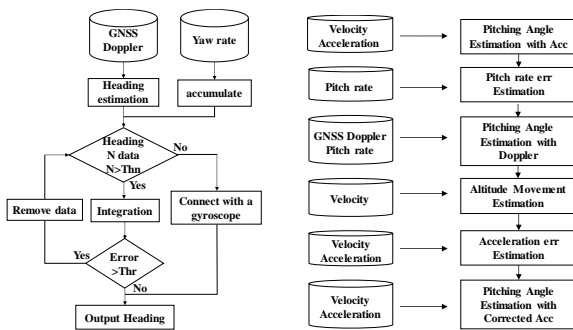 GNSS
Doppler
Yaw rate
Heading
estimation
accumulate
Heading
N data
N>Thn
No
Yes
Remove data
Integration
Connect with a
gyroscope
Yes
Error
>Thr
No
Output Heading
Velocity
Acceleration
Pitching Angle
Estimation with Acc
Pitch rate
Pitch rate err
Estimation
GNSS Doppler
Pitch rate
Pitching Angle
Estimation with
Doppler
Velocity
Altitude Movement
Estimation
Velocity
Acceleration
Acceleration err
Estimation
Velocity
Acceleration
Pitching Angle
Estimation with
Corrected Acc